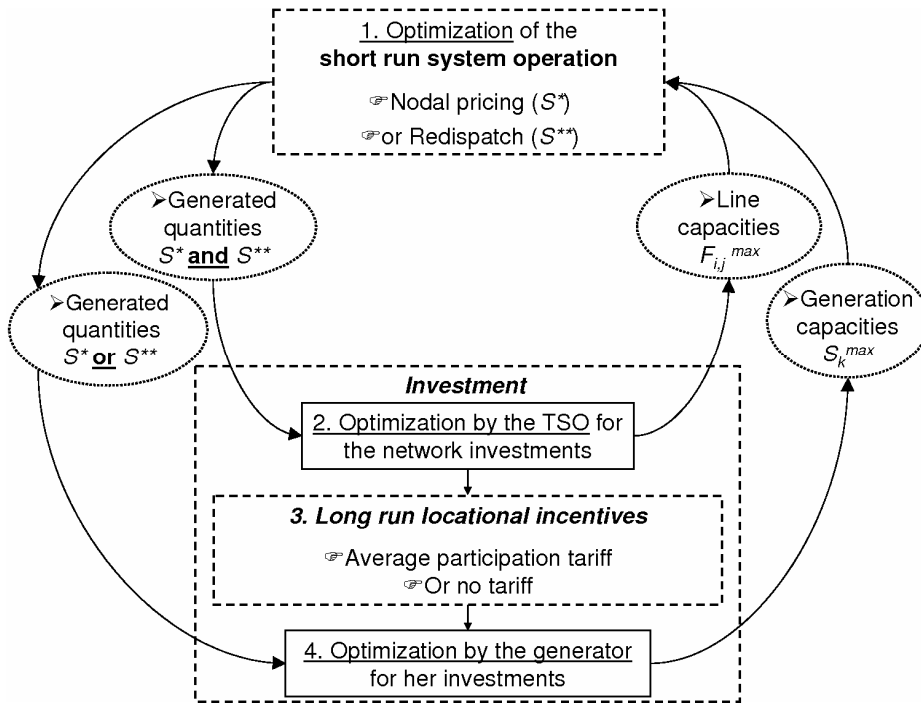 1. Optimization of the
short run system operation
☞Nodal pricing (S*)
☞or Redispatch (S**)
➢Generated
quantities
S* and S**
➢Line
capacities
F_{i,j}^{max}
➢Generated
quantities
S* or S**
➢Generation
capacities
S_k^{max}
Investment
2. Optimization by the TSO for
the network investments
3. Long run locational incentives
☞Average participation tariff
☞Or no tariff
4. Optimization by the generator
for her investments